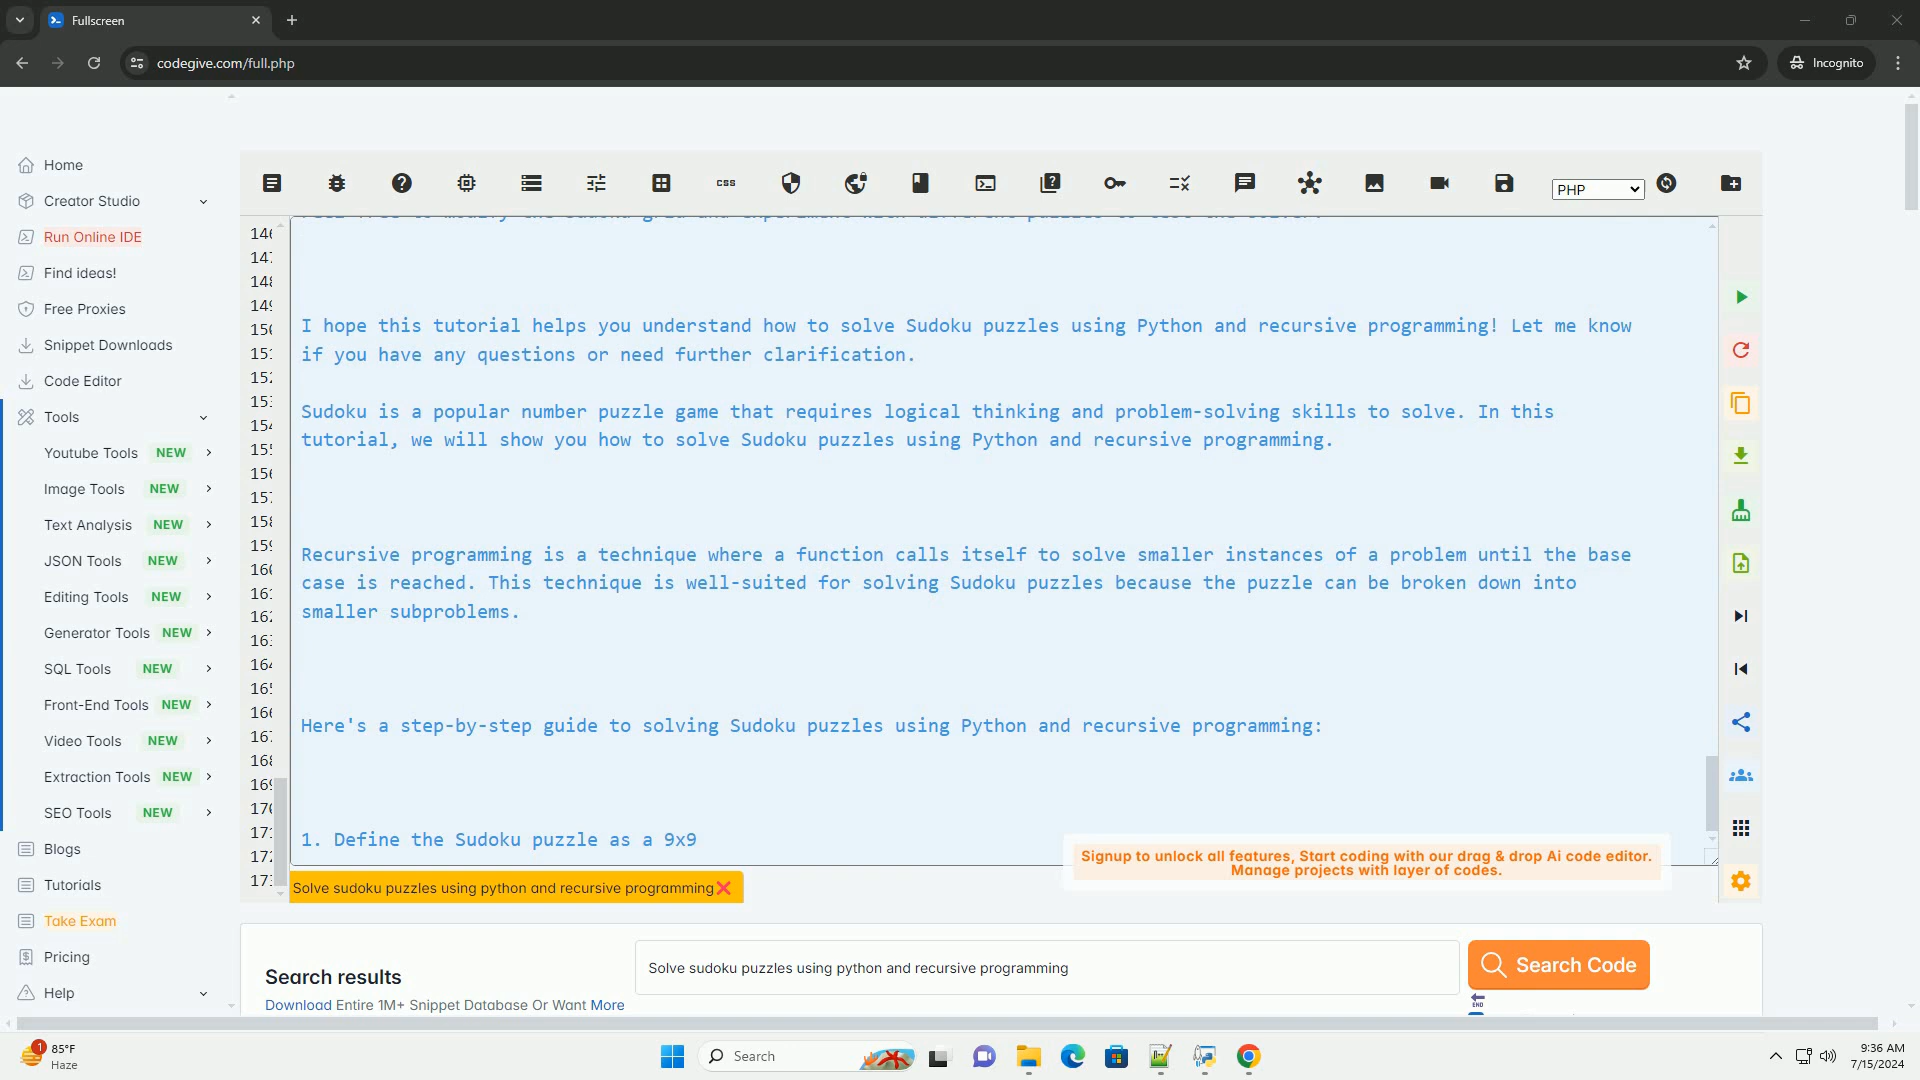 Fullscreen
codegive.com/full.php
Incognito
Home
Creator Studio
Run Online IDE
Find ideas!
Free Proxies
Snippet Downloads
Code Editor
Tools
Youtube Tools NEW
Image Tools NEW
Text Analysis NEW
JSON Tools NEW
Editing Tools NEW
Generator Tools NEW
SQL Tools NEW
Front-End Tools NEW
Video Tools NEW
Extraction Tools NEW
SEO Tools NEW
Blogs
Tutorials
Take Exam
Pricing
Help
css
PHP
I hope this tutorial helps you understand how to solve Sudoku puzzles using Python and recursive programming! Let me know
if you have any questions or need further clarification.
Sudoku is a popular number puzzle game that requires logical thinking and problem-solving skills to solve. In this
tutorial, we will show you how to solve Sudoku puzzles using Python and recursive programming.
Recursive programming is a technique where a function calls itself to solve smaller instances of a problem until the base
case is reached. This technique is well-suited for solving Sudoku puzzles because the puzzle can be broken down into
smaller subproblems.
Here's a step-by-step guide to solving Sudoku puzzles using Python and recursive programming:
1. Define the Sudoku puzzle as a 9x9
Signup to unlock all features, Start coding with our drag & drop Ai code editor.
Manage projects with layer of codes.
Solve sudoku puzzles using python and recursive programming
Search results
Download Entire 1M+ Snippet Database Or Want More
Solve sudoku puzzles using python and recursive programming
Search Code
END
1
85°F
Haze
Search
9:36 AM
7/15/2024